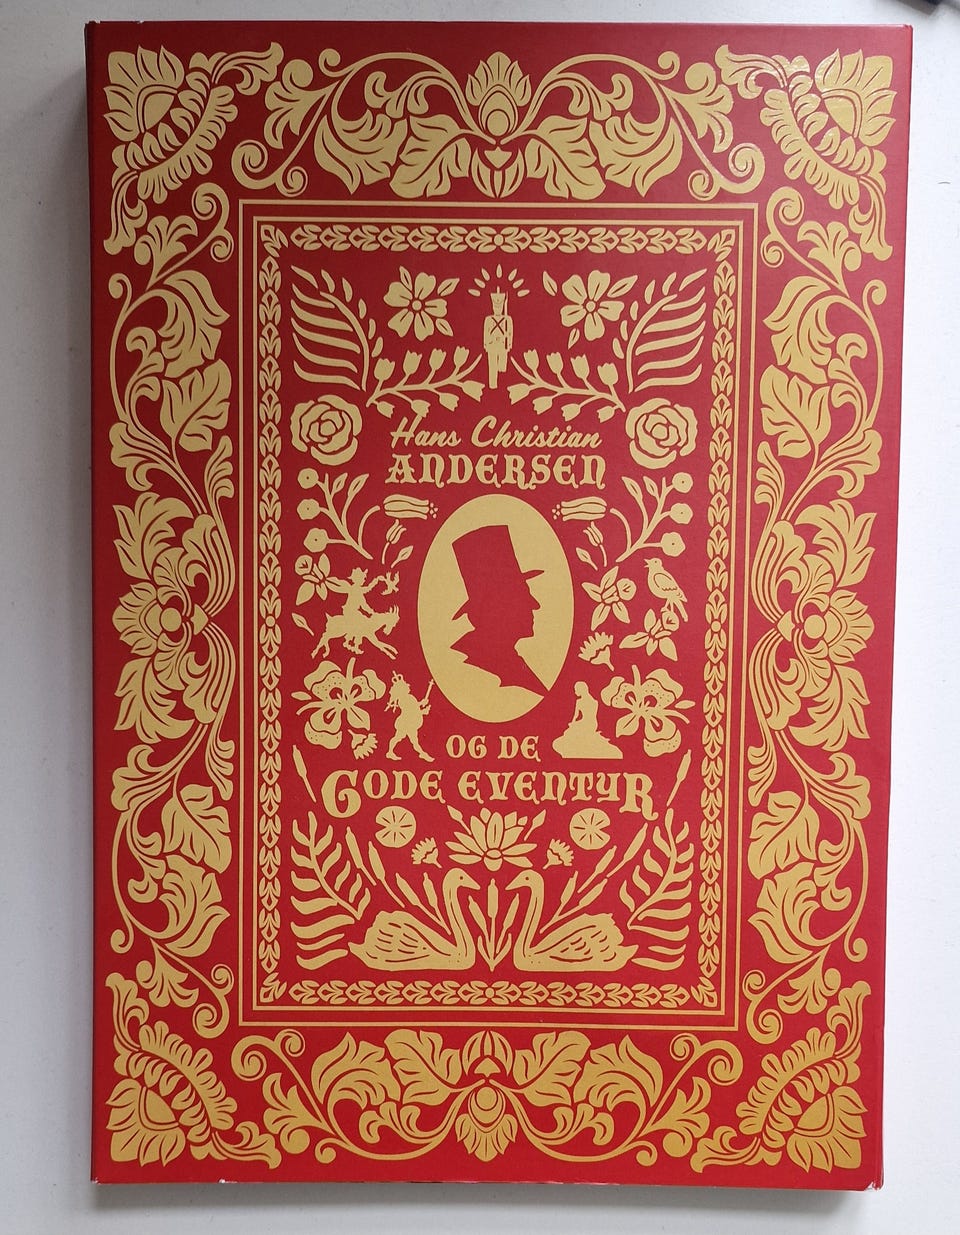 Hans Christian
ANDERSEN
OG DE
GODE EVENTYR